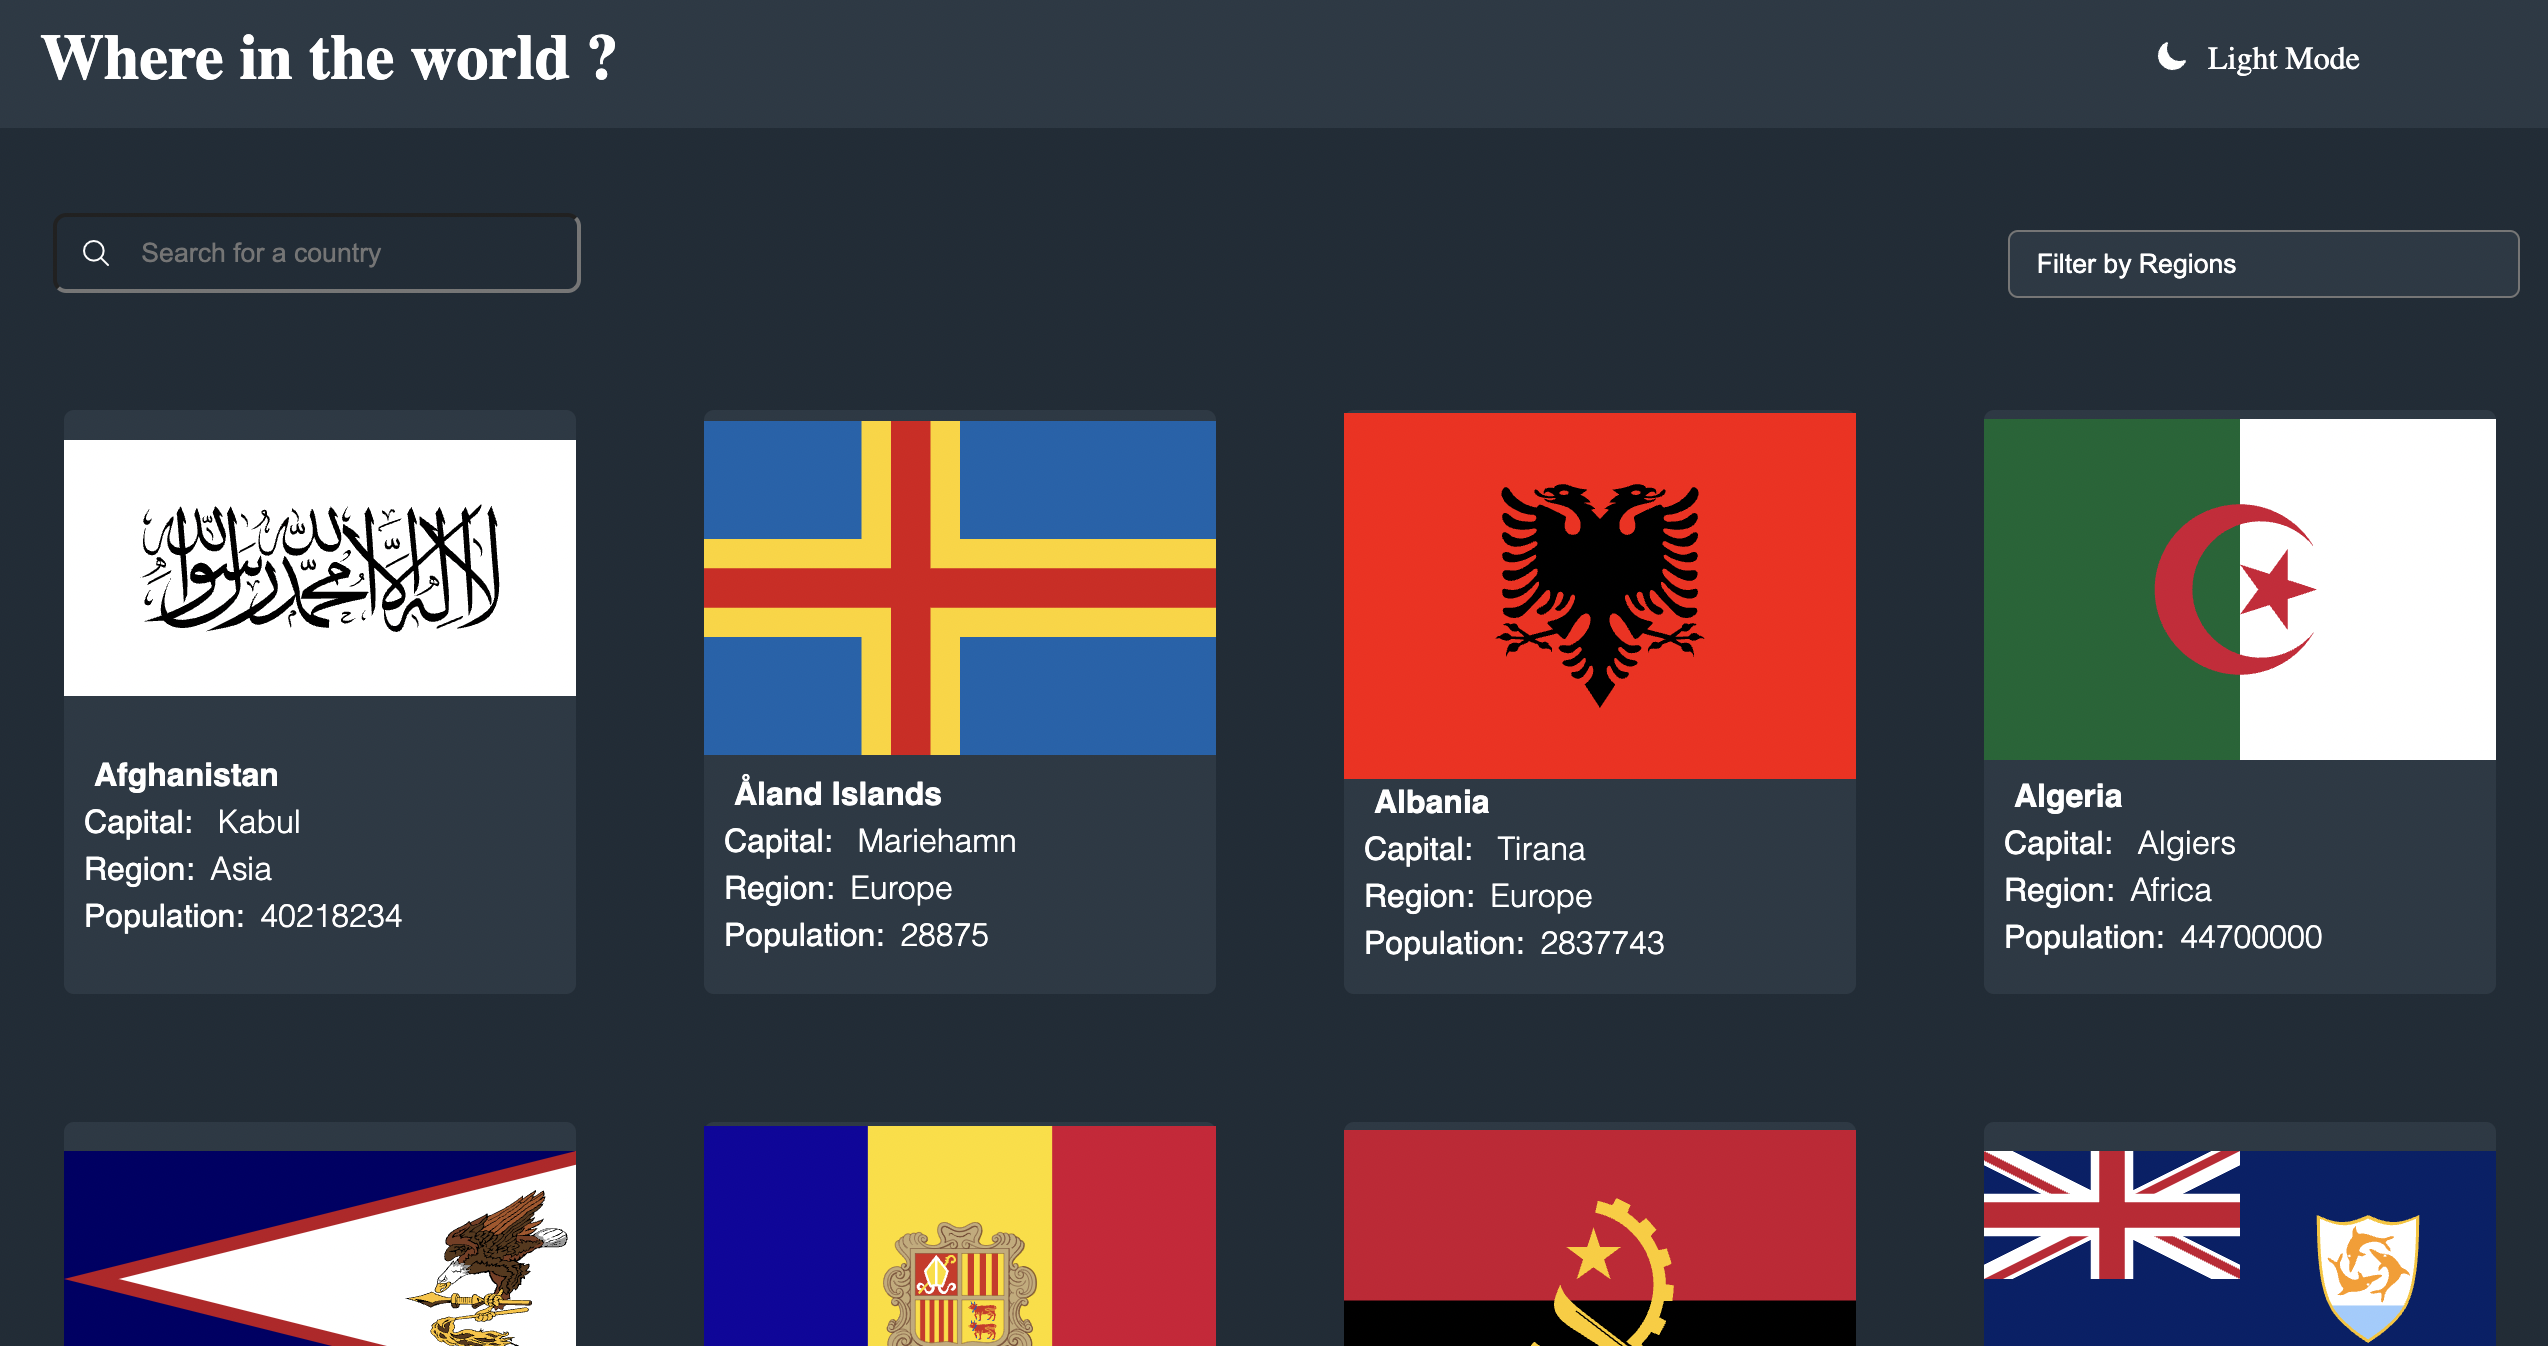 Where in the world ?
Light Mode
Search for a country
Filter by Regions
لا إله إلا الله محمد رسول الله
Afghanistan
Capital: Kabul
Region: Asia
Population: 40218234
Åland Islands
Capital: Mariehamn
Region: Europe
Population: 28875
Albania
Capital: Tirana
Region: Europe
Population: 2837743
Algeria
Capital: Algiers
Region: Africa
Population: 44700000